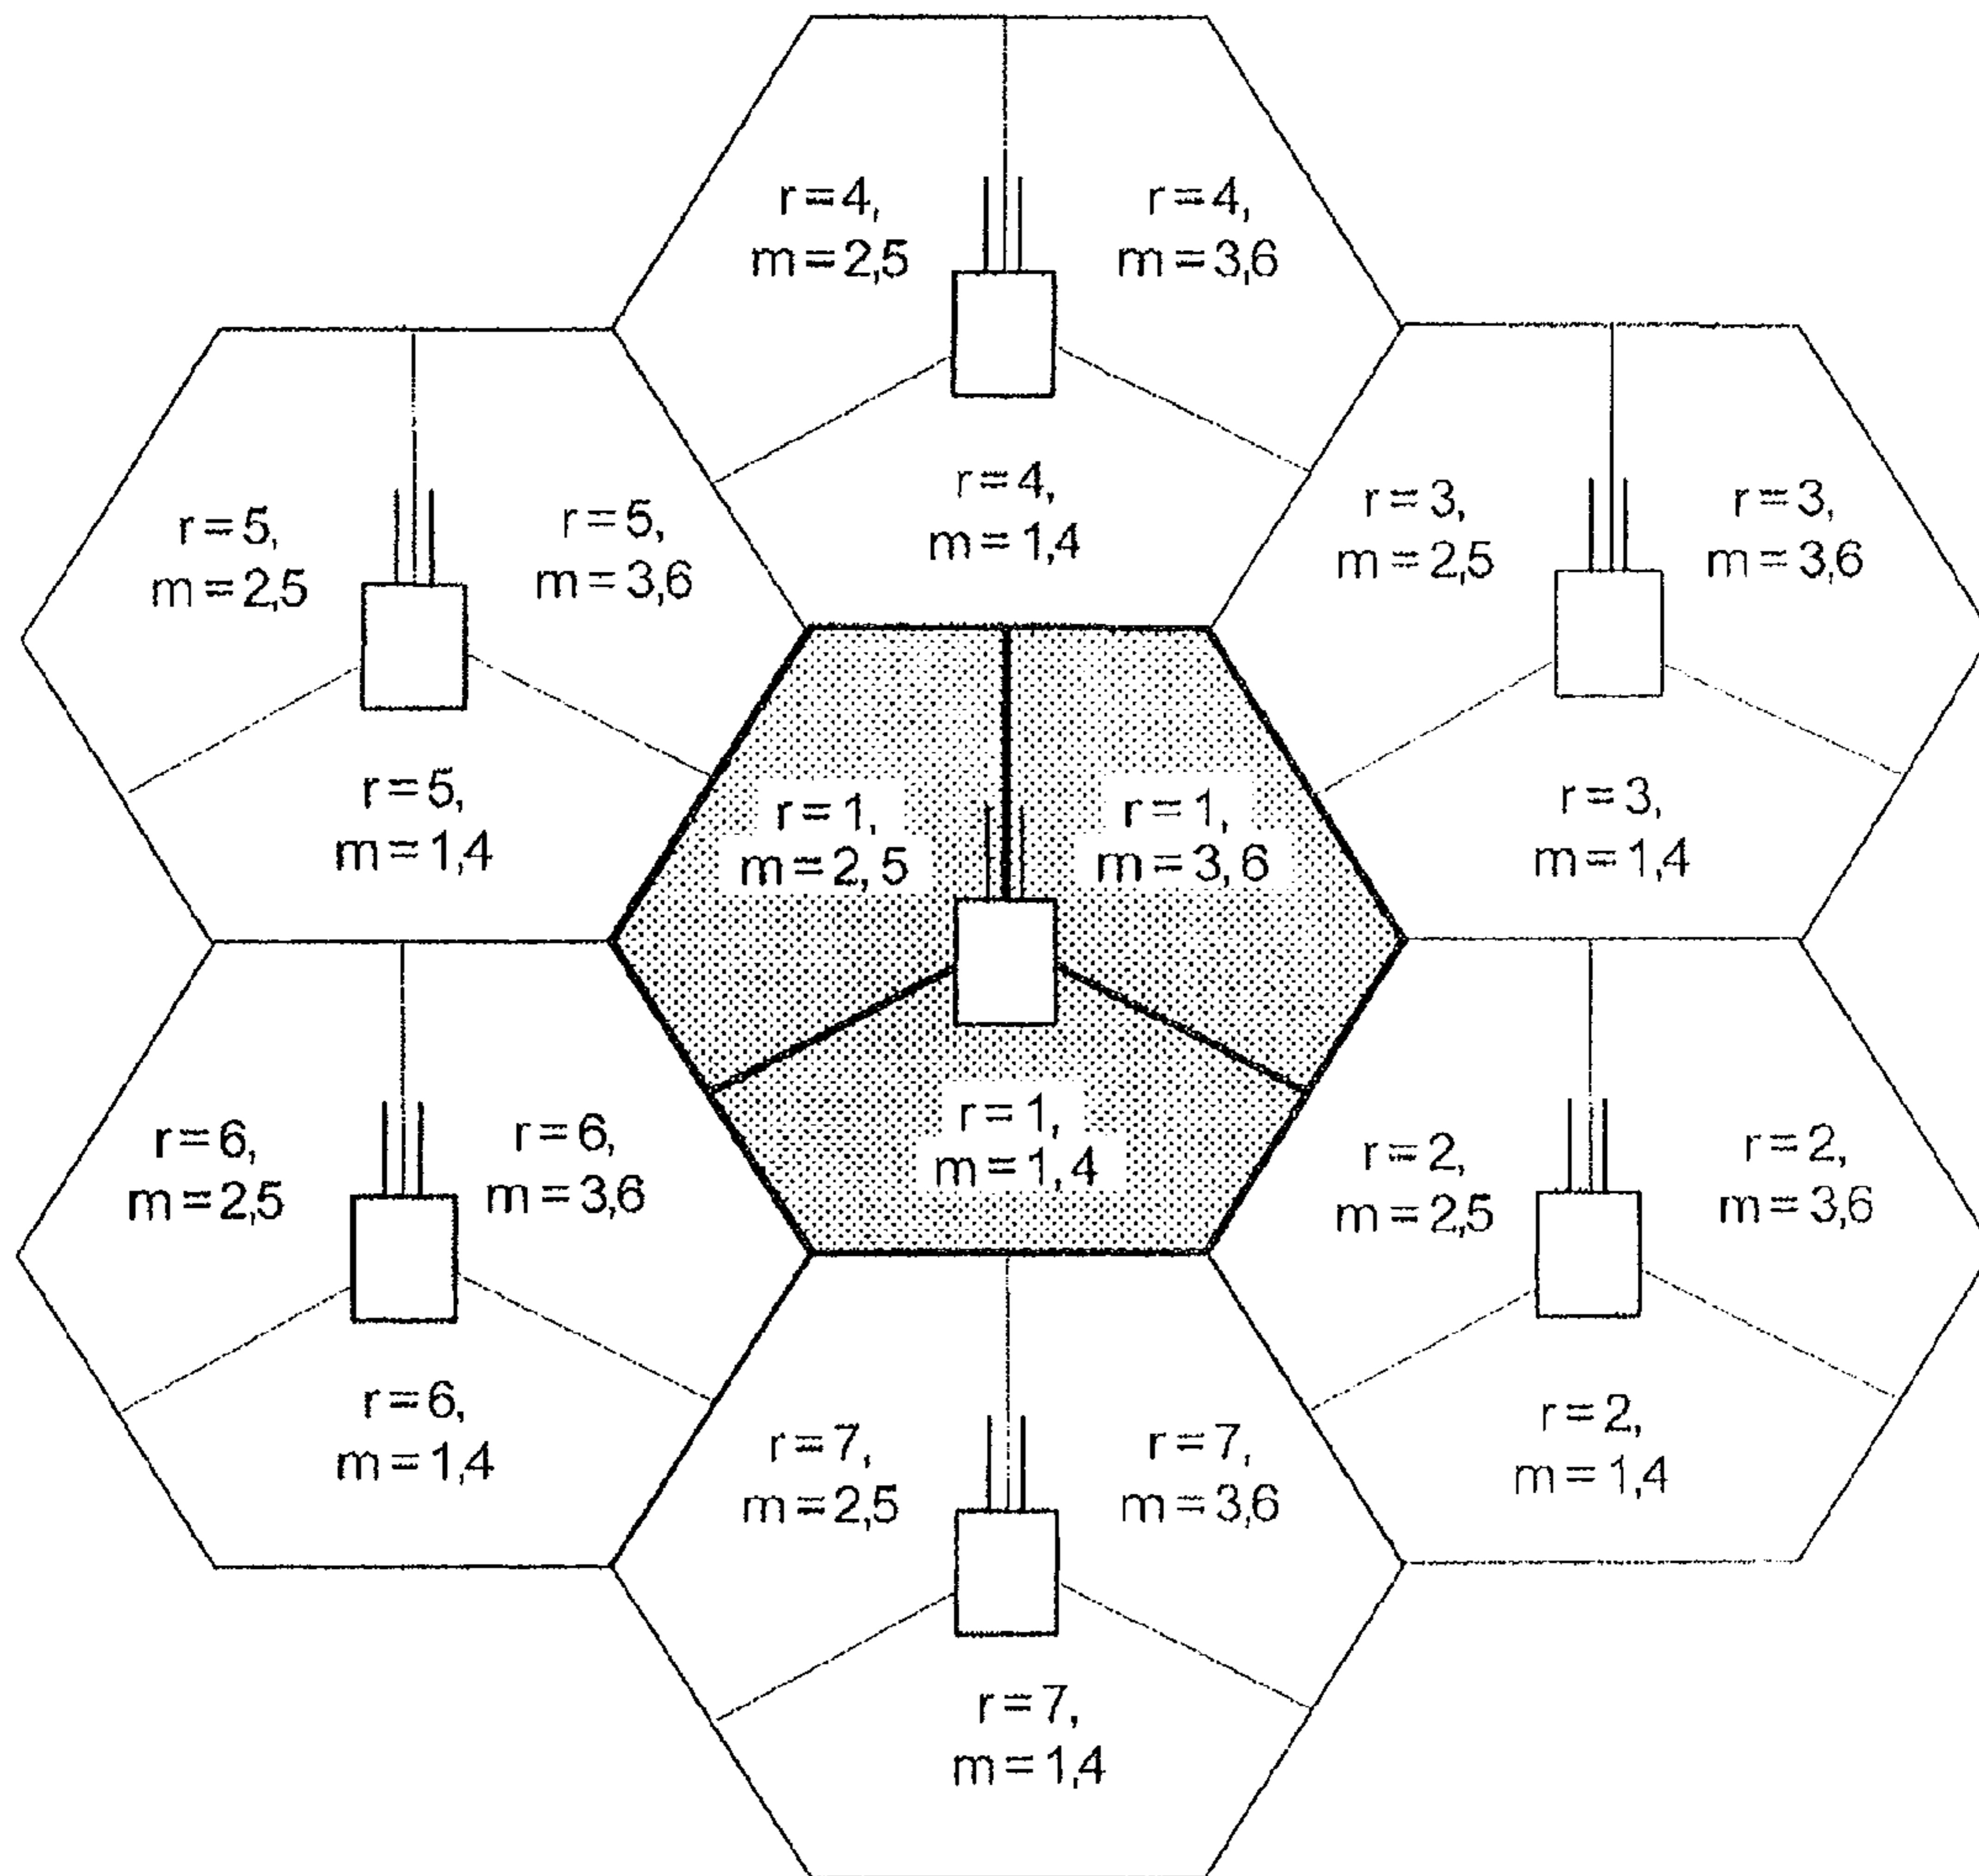 r=4,
m=2,5
r=4,
m=3,6
r=4,
m=1,4
r=5,
m=2,5
r=5,
m=3,6
r=5,
m=1,4
r=3,
m=2,5
r=3,
m=3,6
r=3,
m=1,4
r=1,
m=2,5
r=1,
m=3,6
r=1,
m=1,4
r=6,
m=2,5
r=6,
m=3,6
r=6,
m=1,4
r=2,
m=2,5
r=2,
m=3,6
r=2,
m=1,4
r=7,
m=2,5
r=7,
m=3,6
r=7,
m=1,4